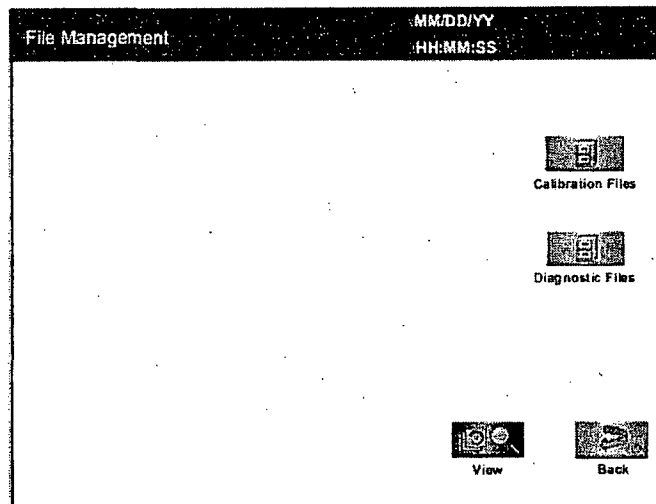 File Management
MM/DD/YY
HH:MM:SS
Calibration Files
Diagnostic Files
View
Back